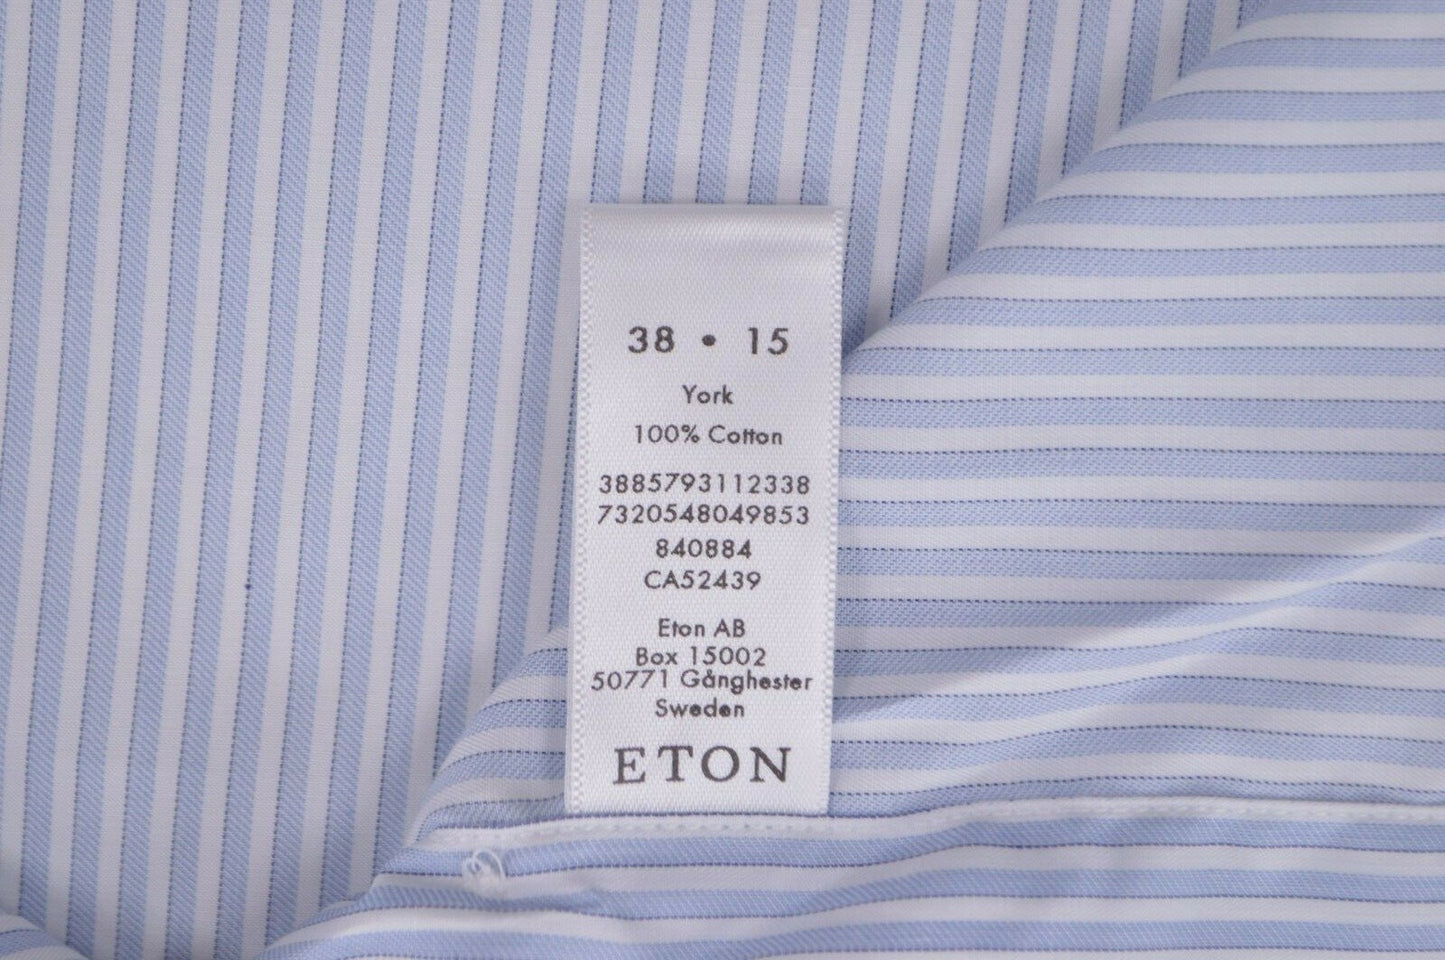 38 • 15
York
100% Cotton
3885793112338
7320548049853
840884
CA52439
Eton AB
Box 15002
50771 Gånghester
Sweden
ETON